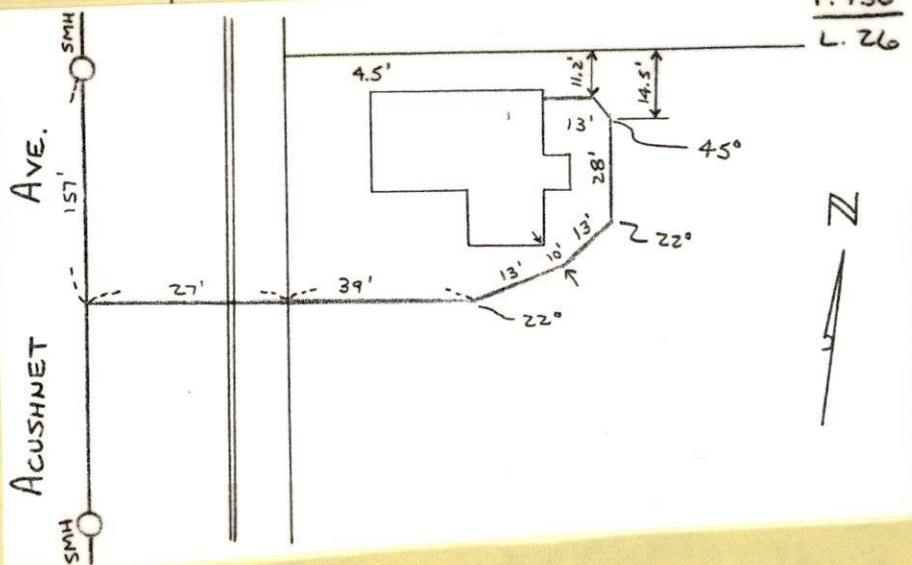 P. 136
L. 26
SMH
4.5'
11.2'
14.5'
13'
45°
AVE.
157'
28'
N
13'
22°
10'
13'
27'
39'
22°
ACUSHNET
SMH